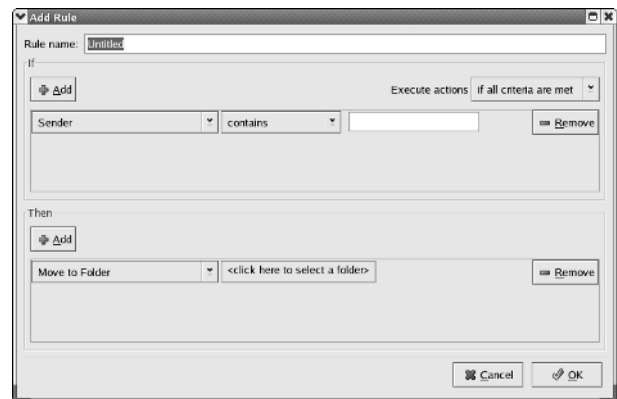 Add Rule
Rule name: Untitled
If
Add
Execute actions if all criteria are met
Sender contains Remove
Then
Add
Move to Folder <click here to select a folder> Remove
Cancel OK